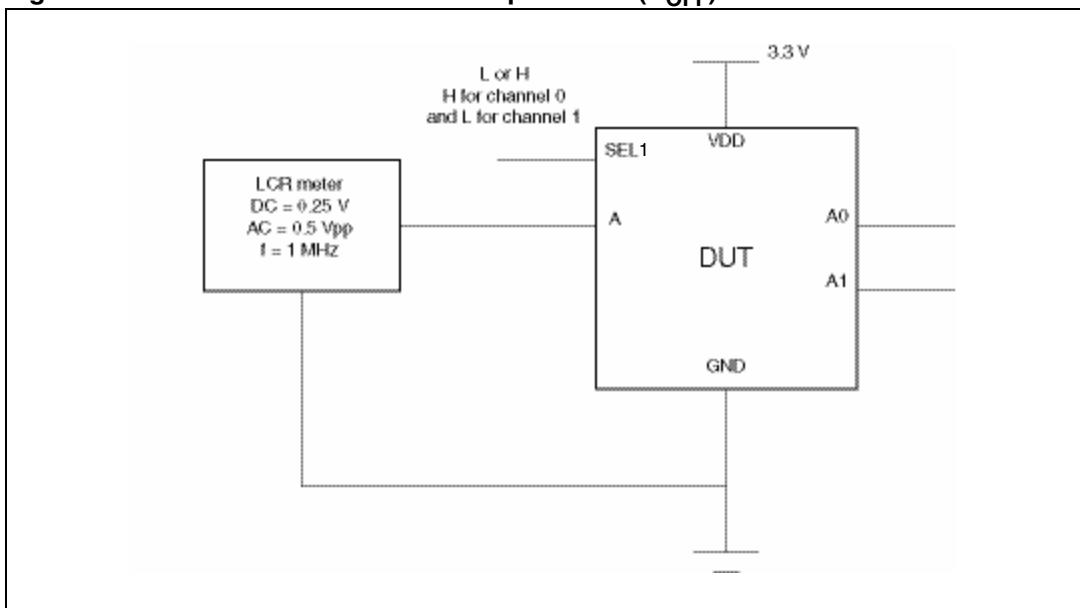 3.3 V
L or H
H for channel 0
and L for channel 1
VDD
SEL1
LCR meter
DC = 0.25 V
AC = 0.5 Vpp
f = 1 MHz
A
A0
DUT
A1
GND